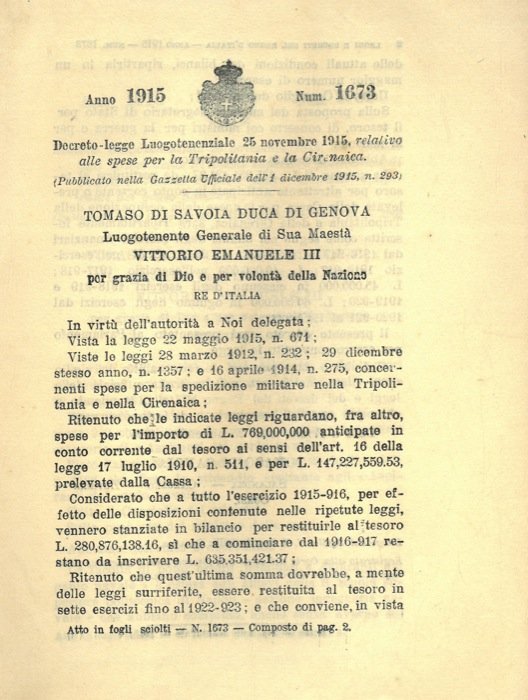 Anno 1915 Num. 1673
Decreto-legge Luogotenenziale 25 novembre 1915, relativo
alle spese per la Tripolitania e la Cirenaica.
(Pubblicato nella Gazzetta Ufficiale dell'1 dicembre 1915, n. 293)
TOMASO DI SAVOIA DUCA DI GENOVA
Luogotenente Generale di Sua Maestà
VITTORIO EMANUELE III
per grazia di Dio e per volontà della Nazione
RE D'ITALIA
In virtù dell'autorità a Noi delegata;
Vista la legge 22 maggio 1915, n. 671;
Viste le leggi 28 marzo 1912, n. 232; 29 dicembre
stesso anno, n. 1357; e 16 aprile 1914, n. 275, concer-
nenti spese per la spedizione militare nella Tripoli-
tania e nella Cirenaica;
Ritenuto che le indicate leggi riguardano, fra altro,
spese per l'importo di L. 769,000,000 anticipate in
conto corrente dal tesoro ai sensi dell'art. 16 della
legge 17 luglio 1910, n. 511, e per L. 147,227,559.53,
prelevate dalla Cassa;
Considerato che a tutto l'esercizio 1915-916, per ef-
fetto delle disposizioni contenute nelle ripetute leggi,
vennero stanziate in bilancio per restituirle al tesoro
L. 280,876,138.16, sì che a cominciare dal 1916-917 re-
stano da inscrivere L. 635,351,421.37;
Ritenuto che quest'ultima somma dovrebbe, a mente
delle leggi surriferite, essere restituita al tesoro in
sette esercizi fino al 1922-923; e che conviene, in vista
Atto in fogli sciolti — N. 1673 — Composto di pag. 2.